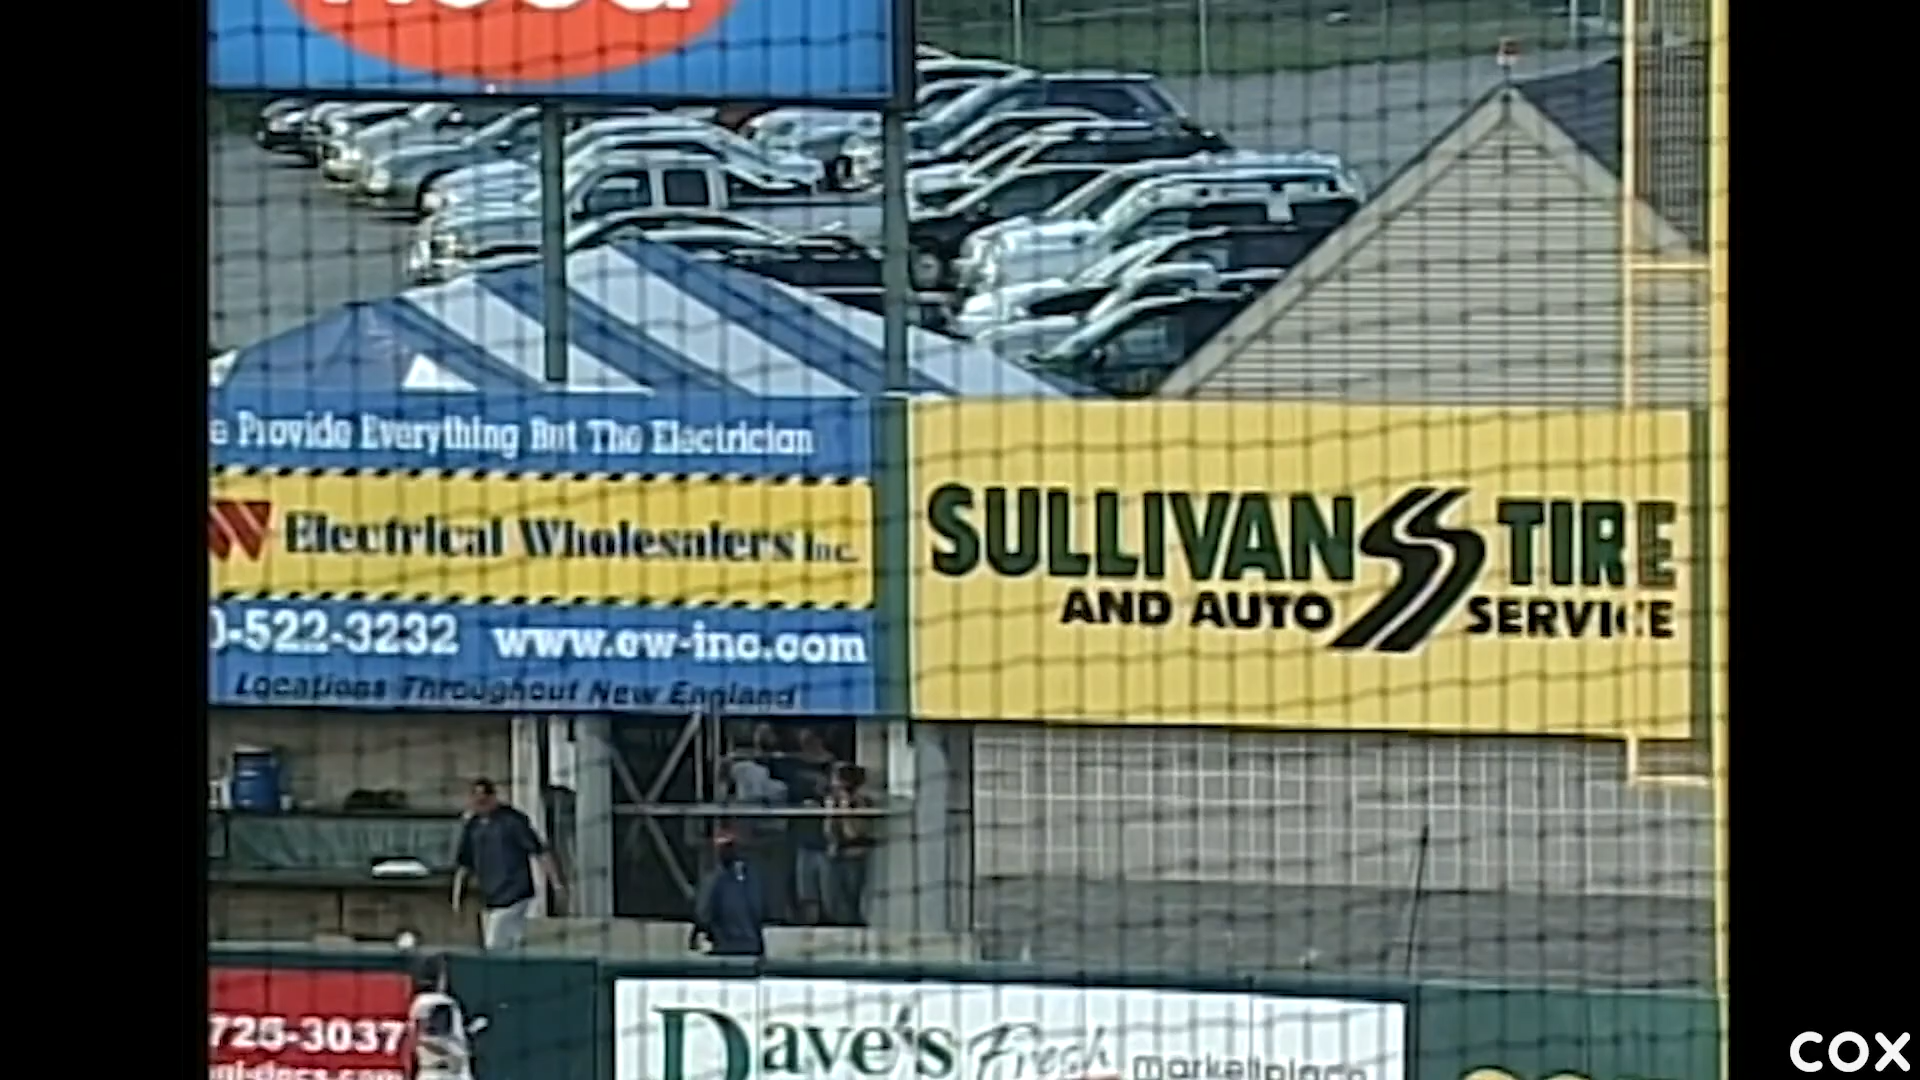 e Provide Everything But The Electrician
W Electrical Wholesalers Inc.
0-522-3232 www.ew-inc.com
Locations Throughout New England
SULLIVAN TIRE
AND AUTO SERVICE
725-3037
Dave's Fresh marketplace
COX